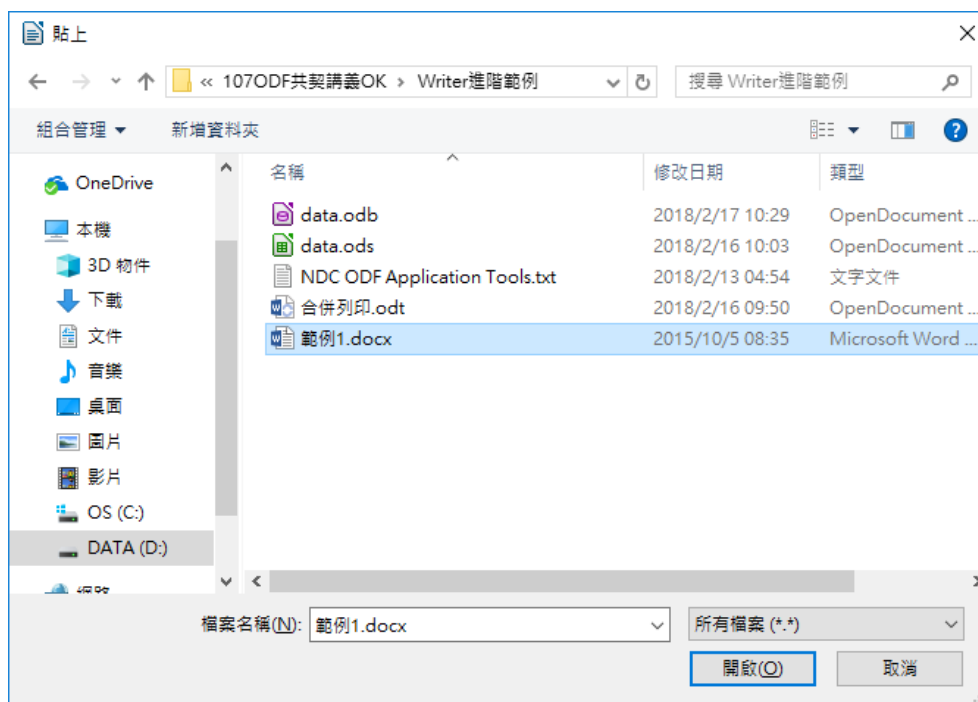 貼上
« 107ODF共契講義OK › Writer進階範例
搜尋 Writer進階範例
組合管理 新增資料夾
名稱 修改日期 類型
OneDrive
本機
3D 物件
下載
文件
音樂
桌面
圖片
影片
OS (C:)
DATA (D:)
網路
data.odb 2018/2/17 10:29 OpenDocument ...
data.ods 2018/2/16 10:03 OpenDocument ...
NDC ODF Application Tools.txt 2018/2/13 04:54 文字文件
合併列印.odt 2018/2/16 09:50 OpenDocument ...
範例1.docx 2015/10/5 08:35 Microsoft Word ...
檔案名稱(N): 範例1.docx 所有檔案 (*.*)
開啟(O) 取消